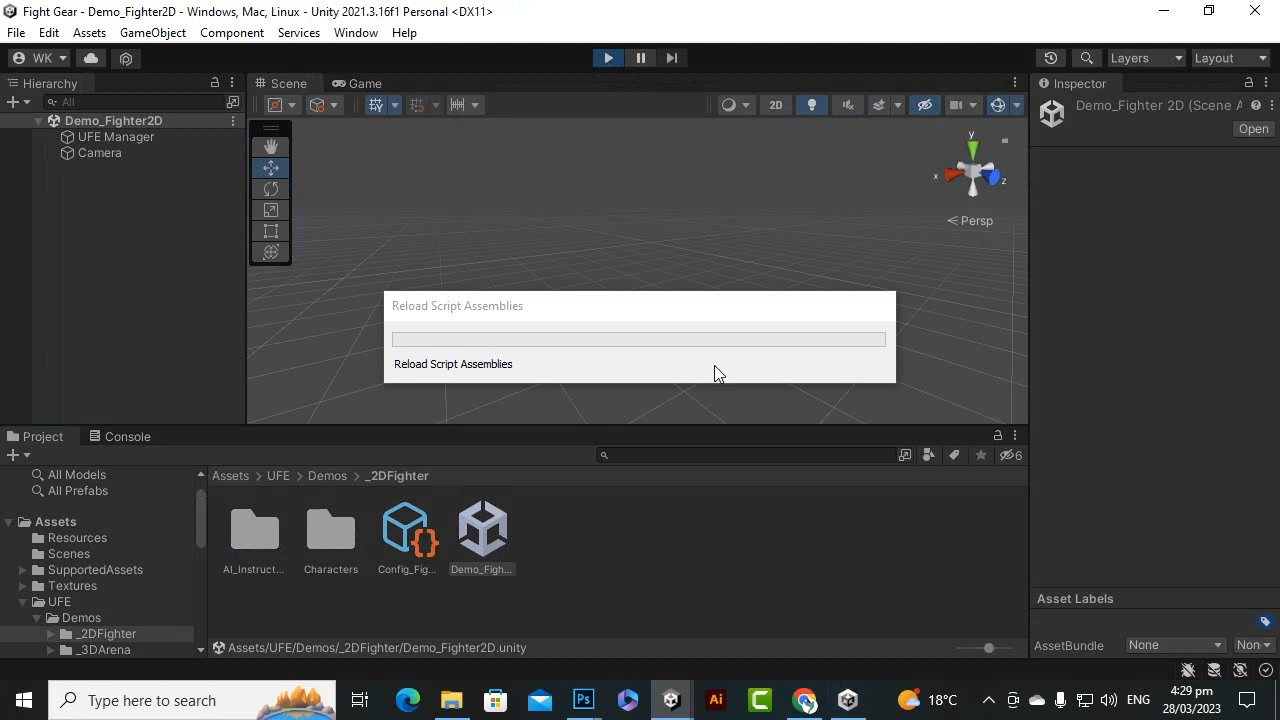 Fight Gear - Demo_Fighter2D - Windows, Mac, Linux - Unity 2021.3.16f1 Personal <DX11>
File Edit Assets GameObject Component Services Window Help
WK Layers Layout
Hierarchy
All
Demo_Fighter2D
UFE Manager
Camera
Scene Game
2D
y
x
z
Persp
Inspector
Demo_Fighter 2D (Scene A
Open
Reload Script Assemblies
Reload Script Assemblies
Project Console
6
All Models
All Prefabs
Assets
Resources
Scenes
SupportedAssets
Textures
UFE
Demos
_2DFighter
_3DArena
Assets > UFE > Demos > _2DFighter
AI_Instruct... Characters Config_Fig... Demo_Figh...
Assets/UFE/Demos/_2DFighter/Demo_Fighter2D.unity
Asset Labels
AssetBundle None Non
Type here to search
Ps
Ai
C
18°C
ENG
4:29 pm
28/03/2023